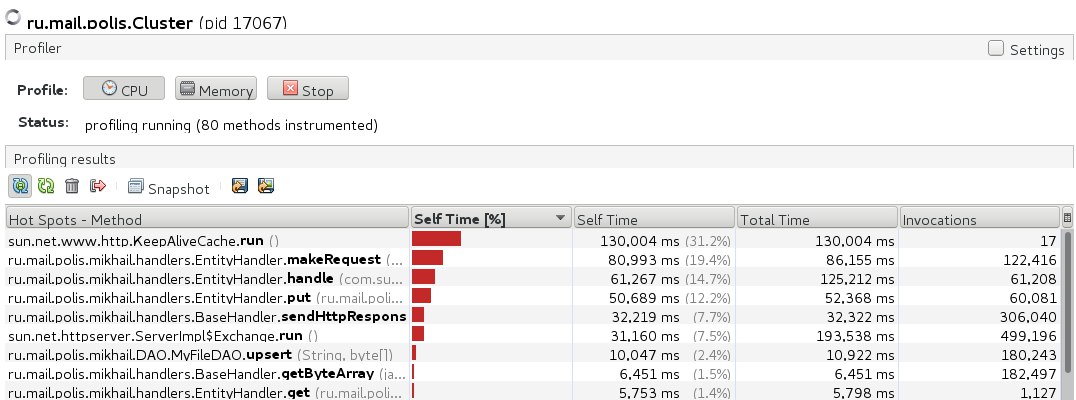 ru.mail.polis.Cluster (pid 17067)
Profiler Settings
Profile: CPU Memory Stop
Status: profiling running (80 methods instrumented)
Profiling results
Snapshot
Hot Spots - Method Self Time [%] Self Time Total Time Invocations
sun.net.www.http.KeepAliveCache.run () 130,004 ms (31.2%) 130,004 ms 17
ru.mail.polis.mikhail.handlers.EntityHandler.makeRequest (... 80,993 ms (19.4%) 86,155 ms 122,416
ru.mail.polis.mikhail.handlers.EntityHandler.handle (com.su... 61,267 ms (14.7%) 125,212 ms 61,208
ru.mail.polis.mikhail.handlers.EntityHandler.put (ru.mail.poli... 50,689 ms (12.2%) 52,368 ms 60,081
ru.mail.polis.mikhail.handlers.BaseHandler.sendHttpRespons 32,219 ms (7.7%) 32,322 ms 306,040
sun.net.httpserver.ServerImpl$Exchange.run () 31,160 ms (7.5%) 193,538 ms 499,196
ru.mail.polis.mikhail.DAO.MyFileDAO.upsert (String, byte[]) 10,047 ms (2.4%) 10,922 ms 180,243
ru.mail.polis.mikhail.handlers.BaseHandler.getByteArray (ja... 6,451 ms (1.5%) 6,451 ms 182,497
ru.mail.polis.mikhail.handlers.EntityHandler.get (ru.mail.poli... 5,753 ms (1.4%) 5,798 ms 1,127